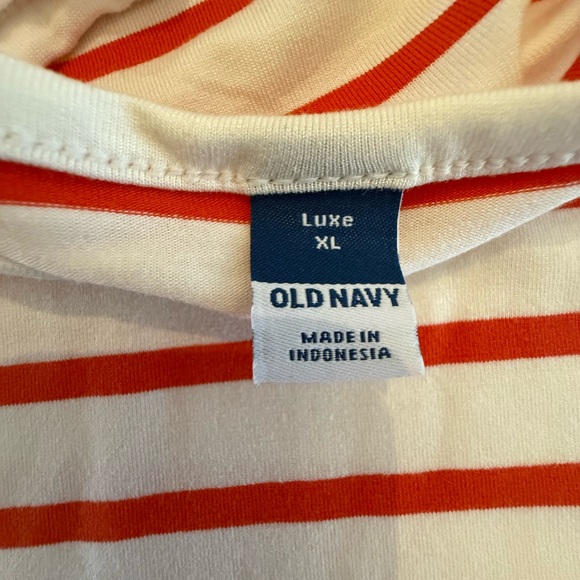 Luxe
XL
OLD NAVY
MADE IN
INDONESIA